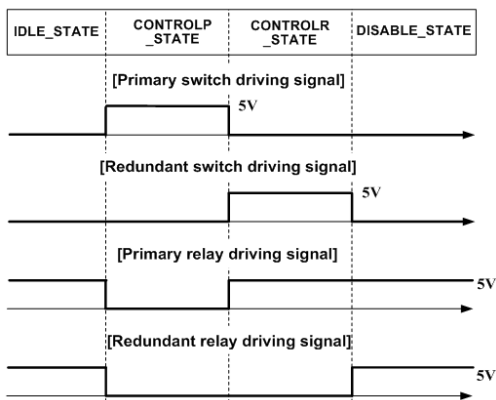 IDLE_STATE
CONTROLP
_STATE
CONTROLR
_STATE
DISABLE_STATE
[Primary switch driving signal]
5V
[Redundant switch driving signal]
5V
[Primary relay driving signal]
5V
[Redundant relay driving signal]
5V